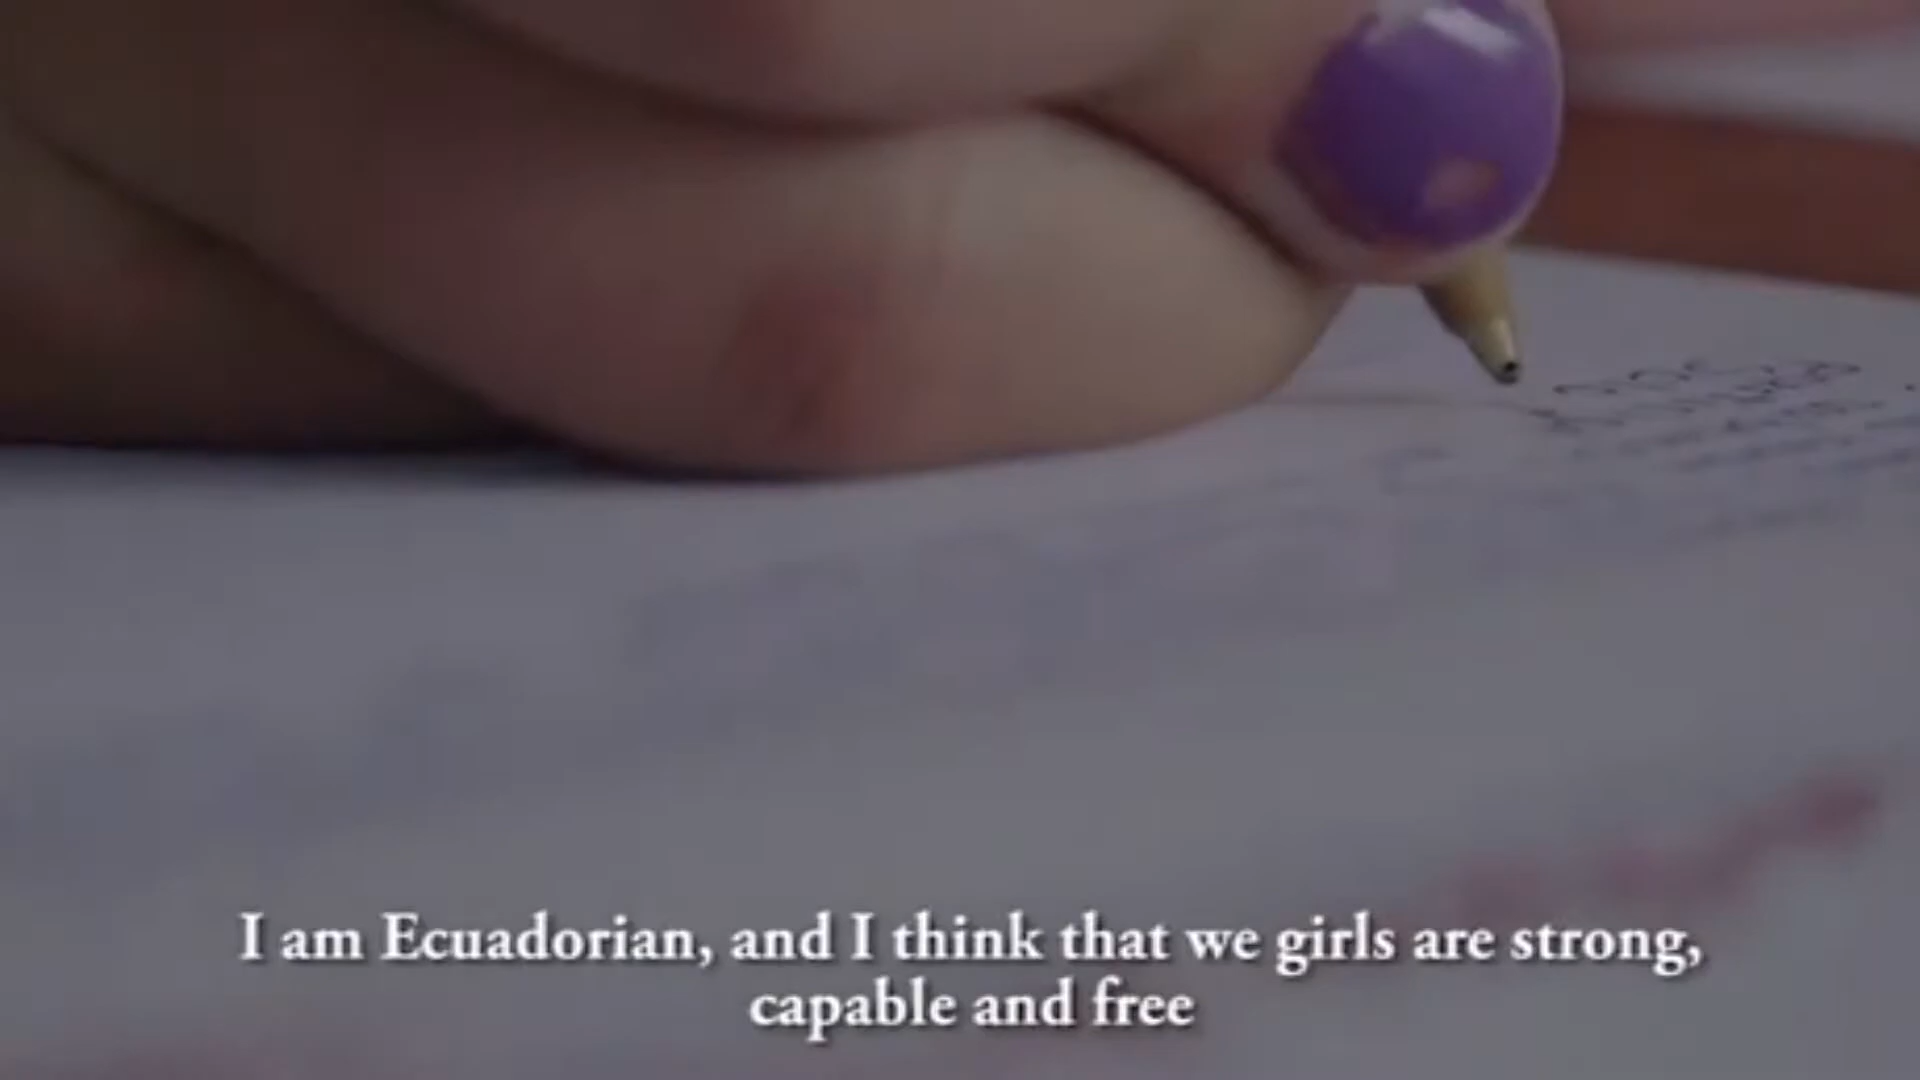 I am Ecuadorian, and I think that we girls are strong,
capable and free